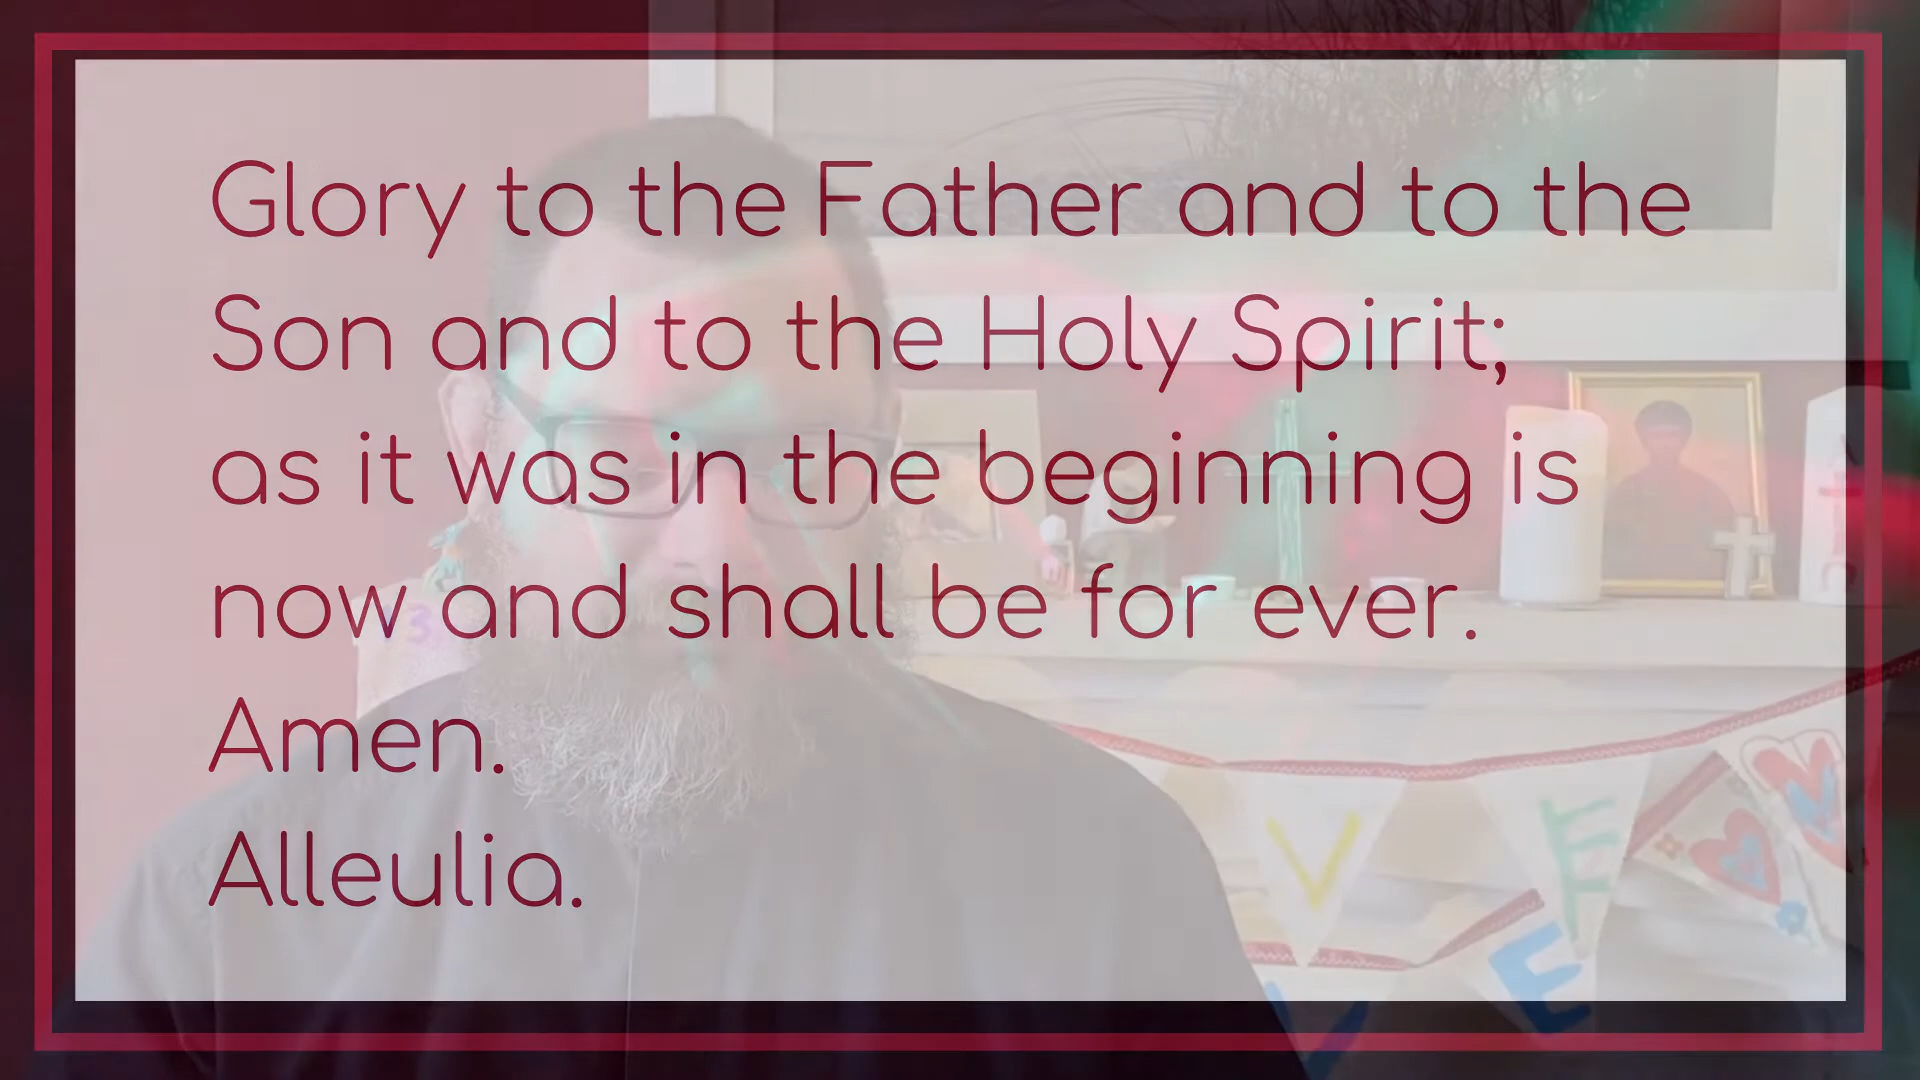 Glory to the Father and to the
Son and to the Holy Spirit;
as it was in the beginning is
now and shall be for ever.
Amen.
Alleulia.
V
E
E